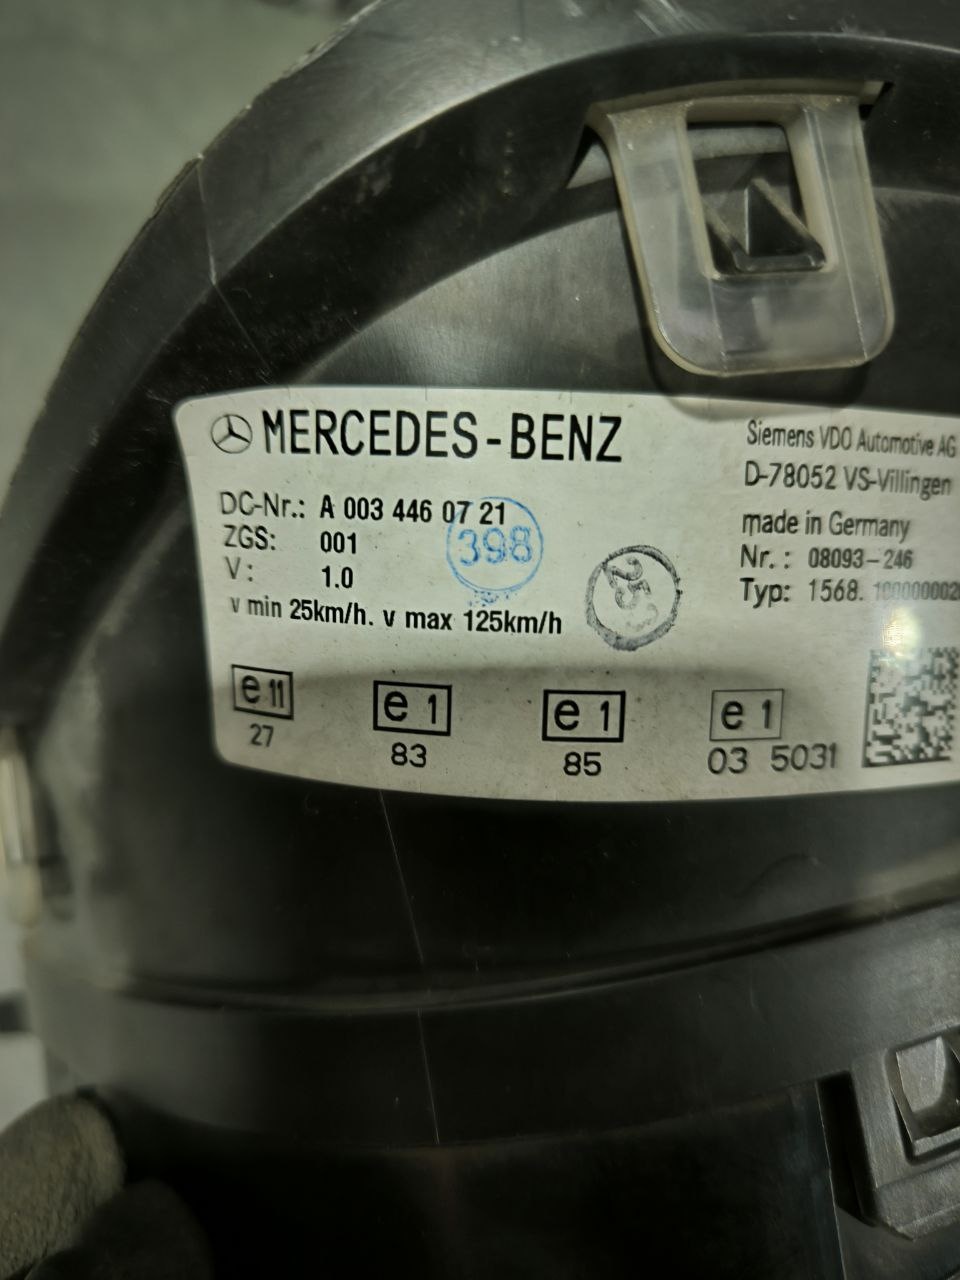 MERCEDES-BENZ
DC-Nr.: A 003 446 07 21
ZGS: 001
V: 1.0
v min 25km/h. v max 125km/h
398
Siemens VDO Automotive AG
D-78052 VS-Villingen
made in Germany
Nr.: 08093-246
Typ: 1568.
e 11
27
e 1
83
e 1
85
e 1
03 5031